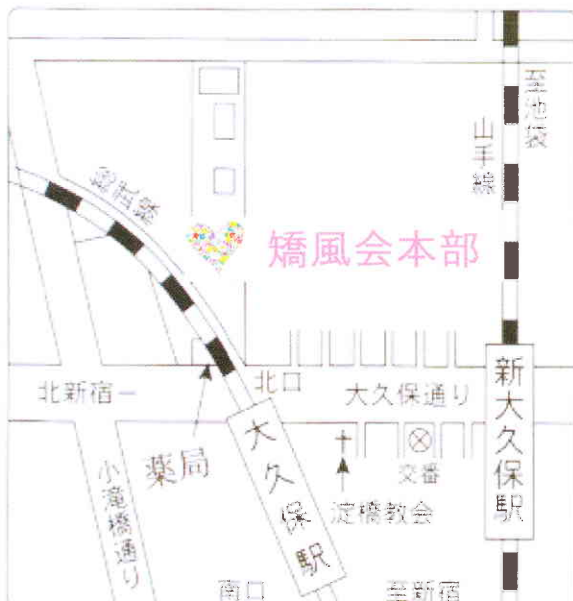 至池袋
山手線
総武線
矯風会本部
北新宿一
北口
大久保通り
新大久保駅
薬局
大久保駅
交番
淀橋教会
小滝橋通り
南口
至新宿